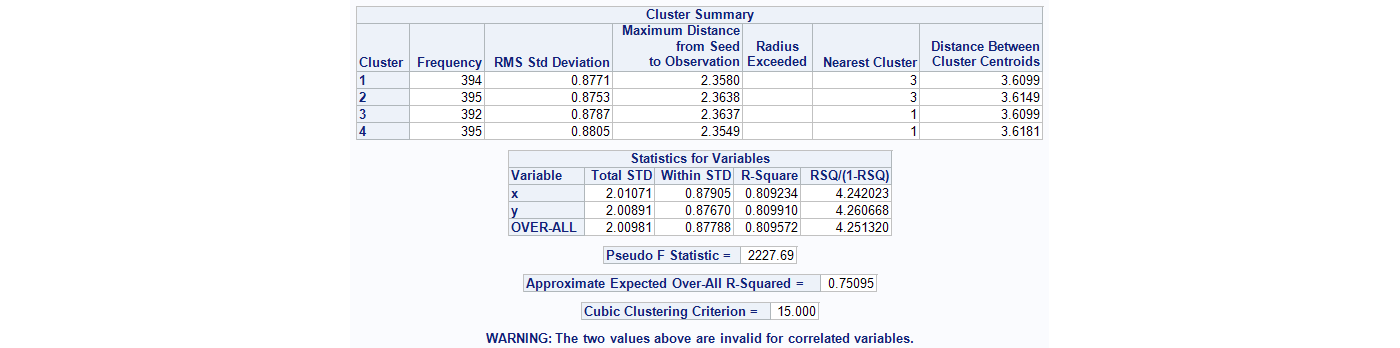 Cluster Summary
Cluster Frequency RMS Std Deviation Maximum Distance from Seed to Observation Radius Exceeded Nearest Cluster Distance Between Cluster Centroids
1 394 0.8771 2.3580 3 3.6099
2 395 0.8753 2.3638 3 3.6149
3 392 0.8787 2.3637 1 3.6099
4 395 0.8805 2.3549 1 3.6181
Statistics for Variables
Variable Total STD Within STD R-Square RSQ/(1-RSQ)
x 2.01071 0.87905 0.809234 4.242023
y 2.00891 0.87670 0.809910 4.260668
OVER-ALL 2.00981 0.87788 0.809572 4.251320
Pseudo F Statistic = 2227.69
Approximate Expected Over-All R-Squared = 0.75095
Cubic Clustering Criterion = 15.000
WARNING: The two values above are invalid for correlated variables.